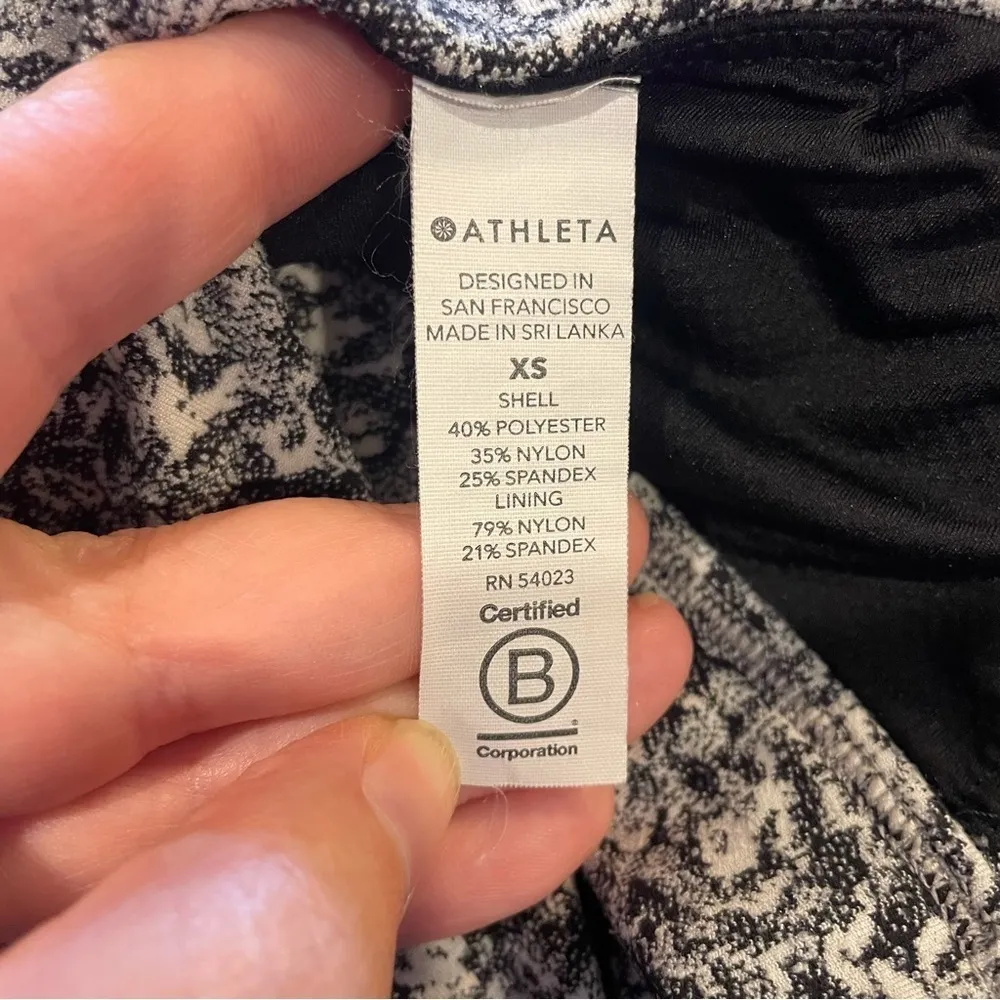 ATHLETA
DESIGNED IN
SAN FRANCISCO
MADE IN SRI LANKA
XS
SHELL
40% POLYESTER
35% NYLON
25% SPANDEX
LINING
79% NYLON
21% SPANDEX
RN 54023
Certified
B
®
Corporation